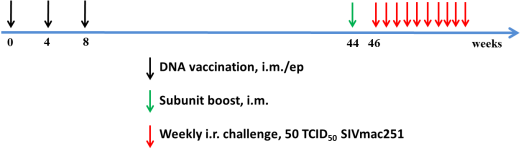 0 4 8 44 46 weeks
DNA vaccination, i.m./ep
Subunit boost, i.m.
Weekly i.r. challenge, 50 TCID50 SIVmac251